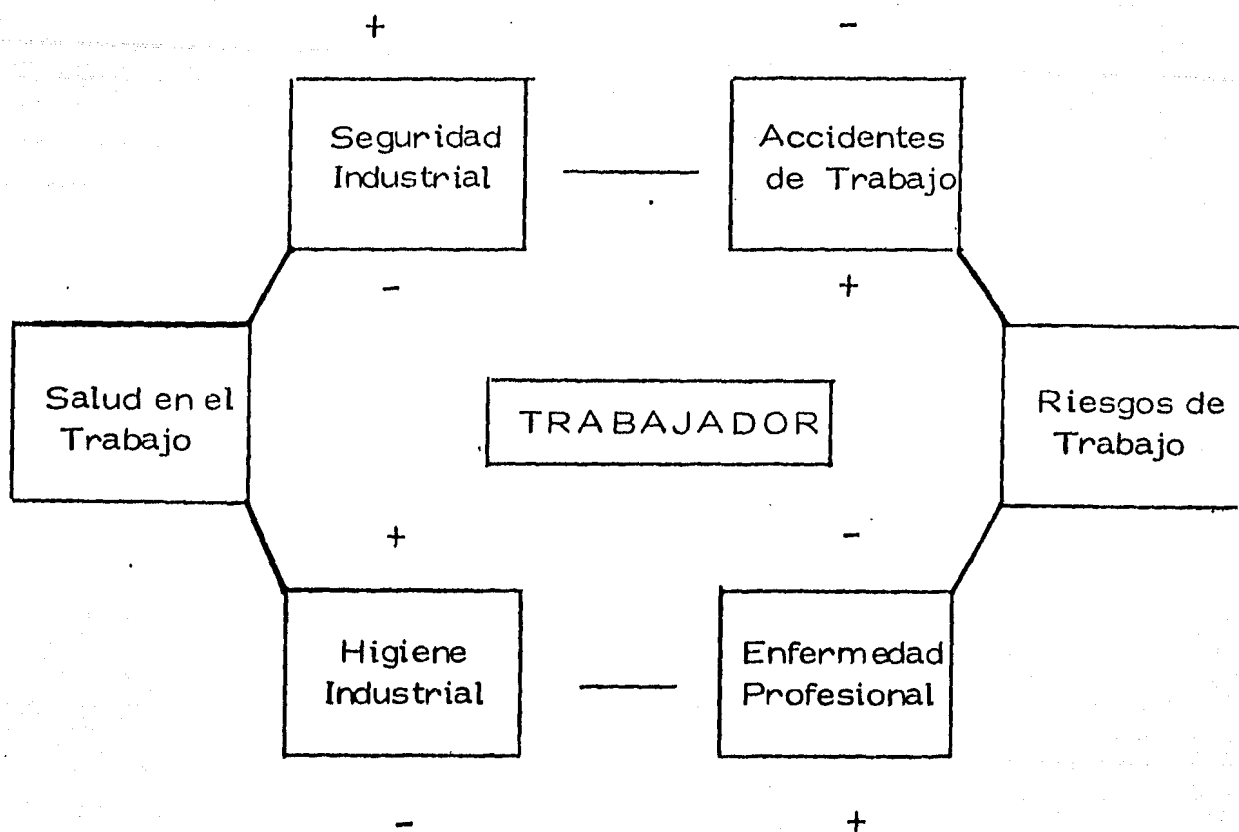 + -
Seguridad
Industrial
Accidentes
de Trabajo
- +
Salud en el
Trabajo
TRABAJADOR
Riesgos de
Trabajo
+ -
Higiene
Industrial
Enfermedad
Profesional
- +